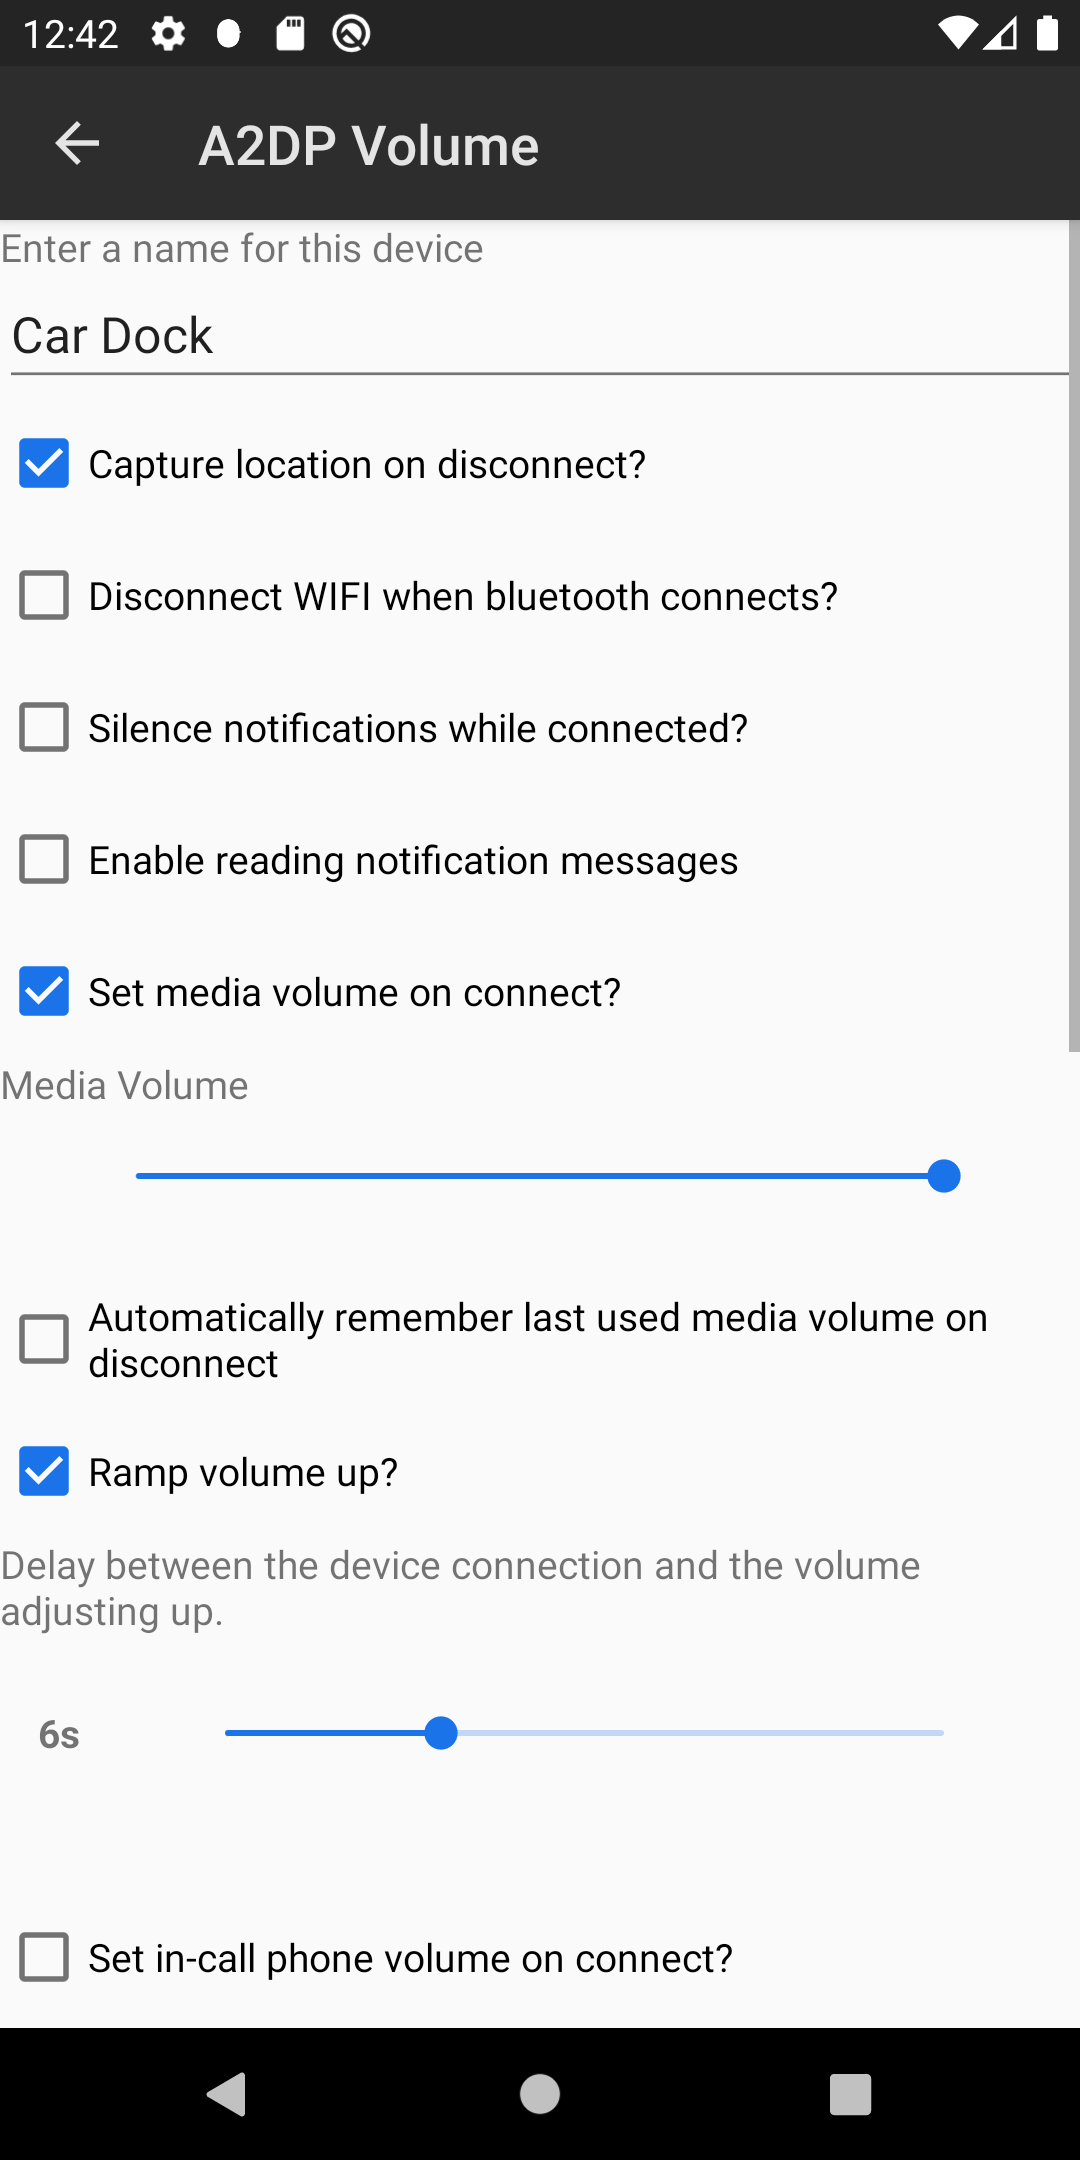 12:42
A2DP Volume
Enter a name for this device
Car Dock
Capture location on disconnect?
Disconnect WIFI when bluetooth connects?
Silence notifications while connected?
Enable reading notification messages
Set media volume on connect?
Media Volume
Automatically remember last used media volume on
disconnect
Ramp volume up?
Delay between the device connection and the volume
adjusting up.
6s
Set in-call phone volume on connect?